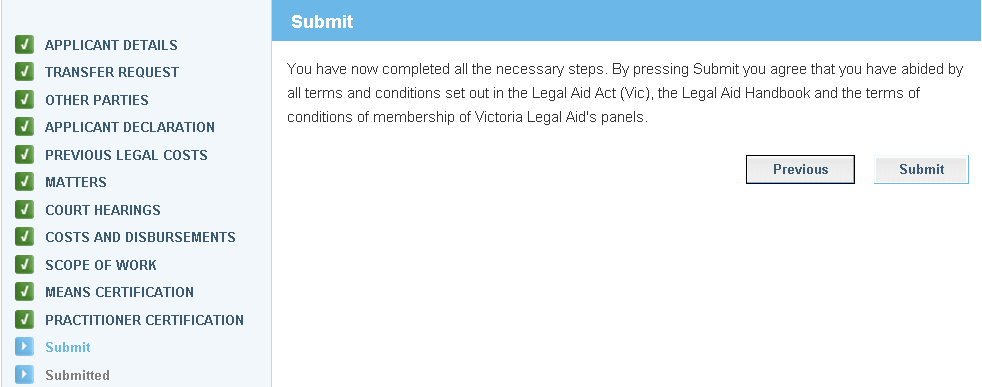 APPLICANT DETAILS
TRANSFER REQUEST
OTHER PARTIES
APPLICANT DECLARATION
PREVIOUS LEGAL COSTS
MATTERS
COURT HEARINGS
COSTS AND DISBURSEMENTS
SCOPE OF WORK
MEANS CERTIFICATION
PRACTITIONER CERTIFICATION
Submit
Submitted
Submit
You have now completed all the necessary steps. By pressing Submit you agree that you have abided by
all terms and conditions set out in the Legal Aid Act (Vic), the Legal Aid Handbook and the terms of
conditions of membership of Victoria Legal Aid's panels.
Previous
Submit